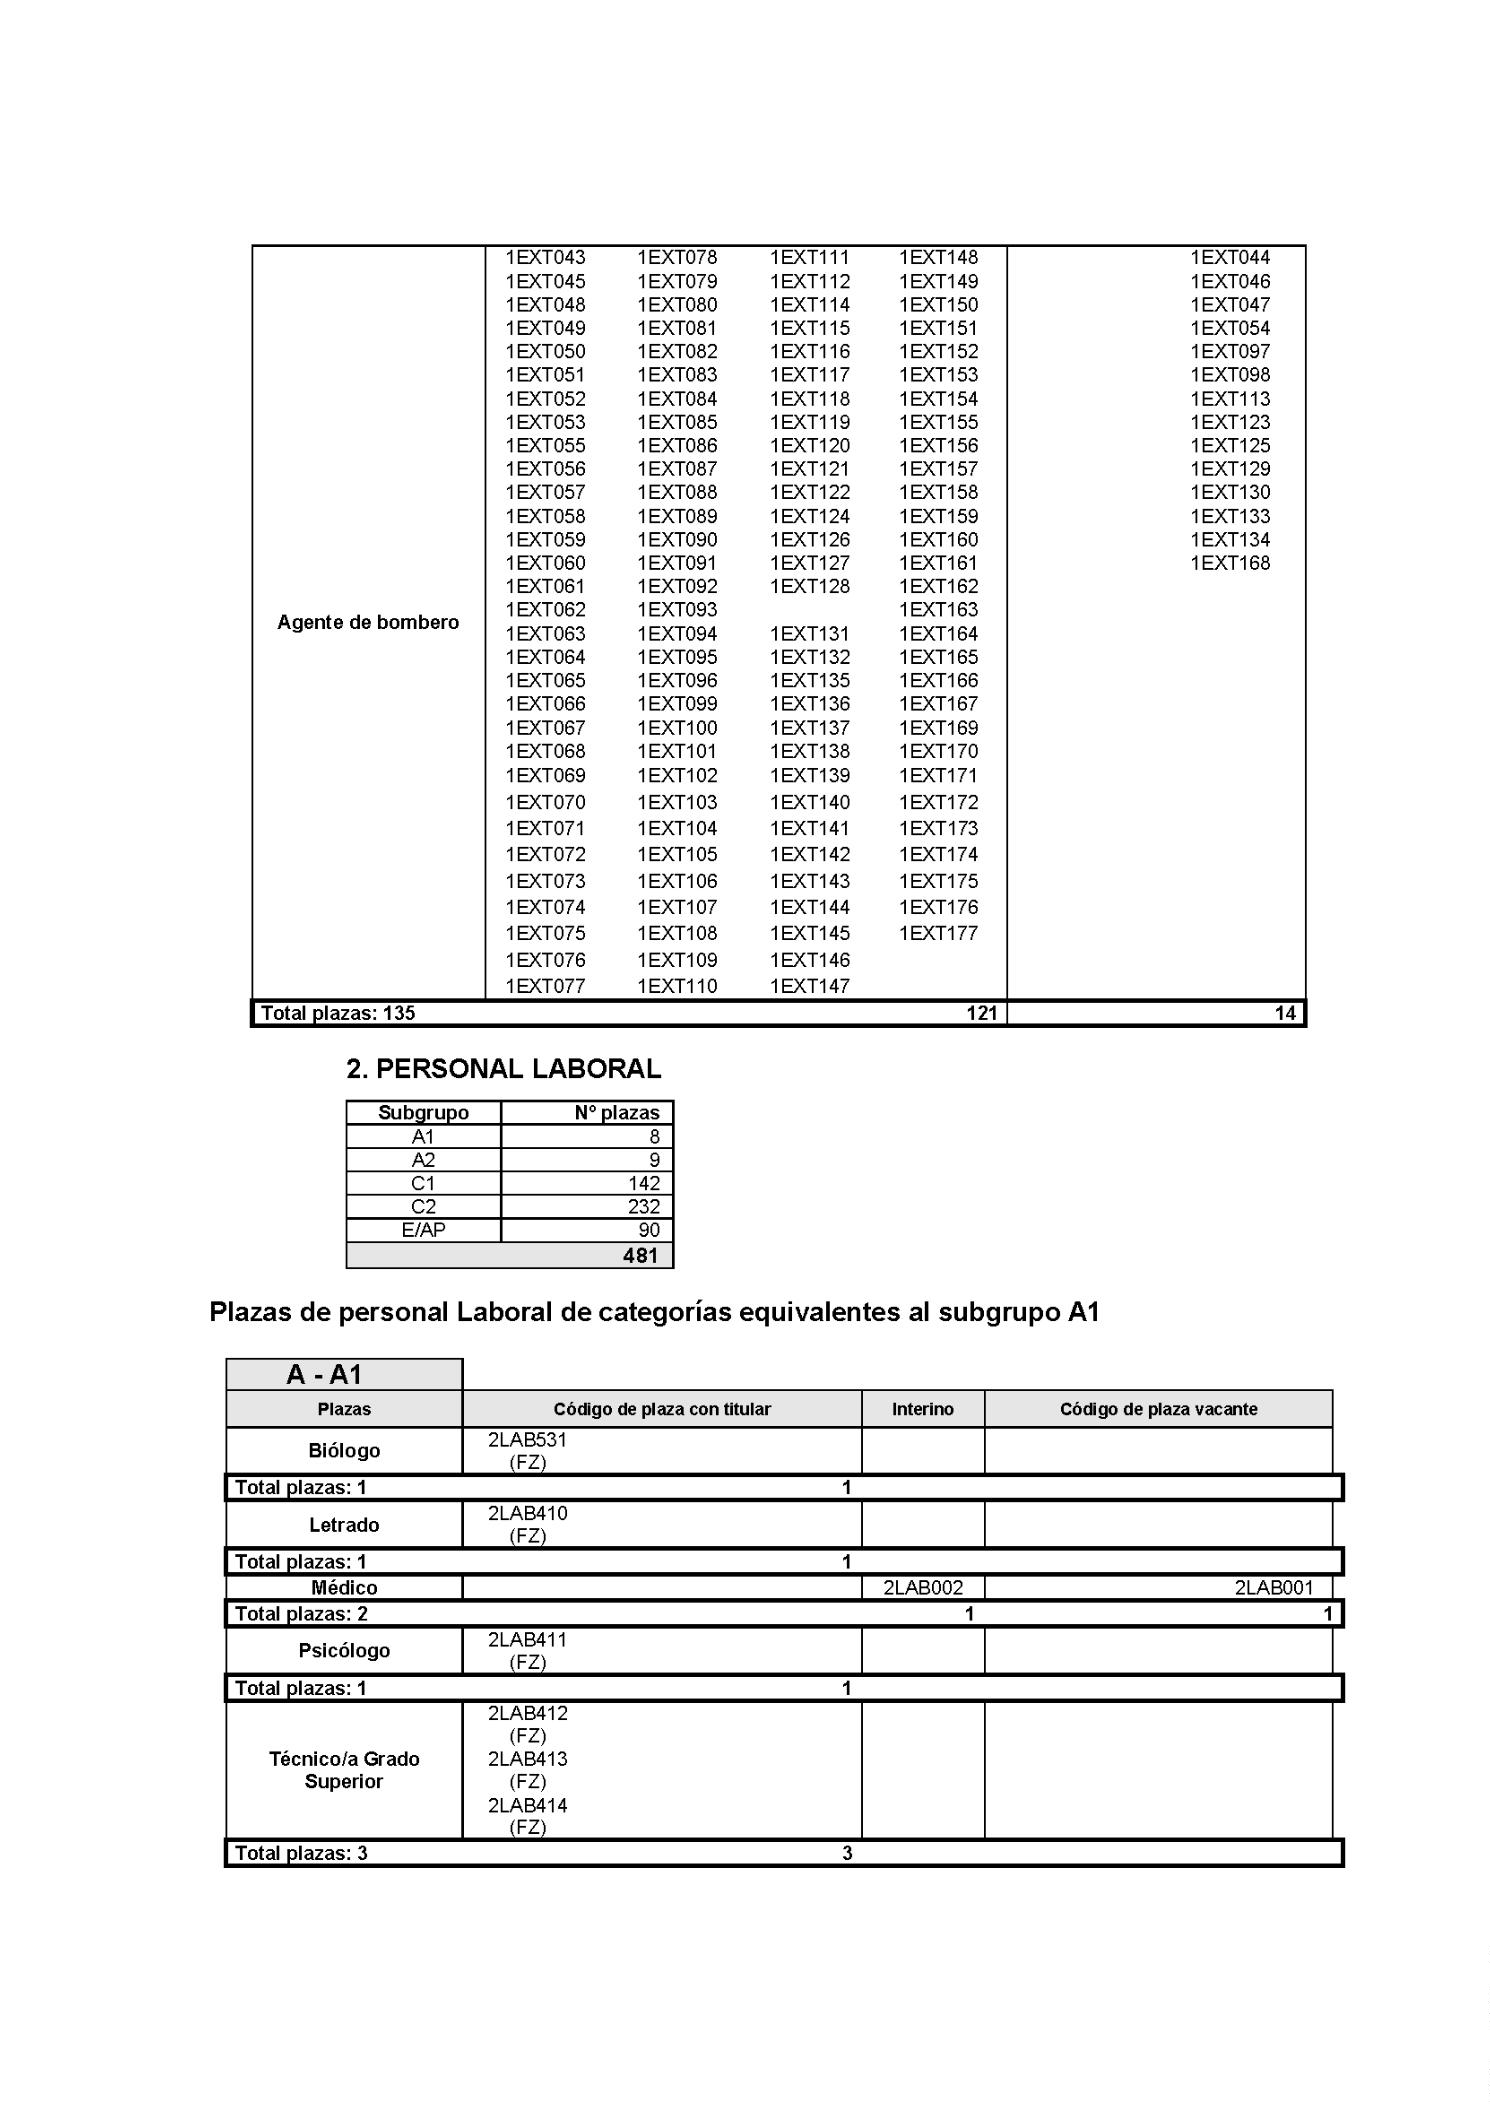 1EXT043 1EXT078 1EXT111 1EXT148 1EXT044
1EXT045 1EXT079 1EXT112 1EXT149 1EXT046
1EXT048 1EXT080 1EXT114 1EXT150 1EXT047
1EXT049 1EXT081 1EXT115 1EXT151 1EXT054
1EXT050 1EXT082 1EXT116 1EXT152 1EXT097
1EXT051 1EXT083 1EXT117 1EXT153 1EXT098
1EXT052 1EXT084 1EXT118 1EXT154 1EXT113
1EXT053 1EXT085 1EXT119 1EXT155 1EXT123
1EXT055 1EXT086 1EXT120 1EXT156 1EXT125
1EXT056 1EXT087 1EXT121 1EXT157 1EXT129
1EXT057 1EXT088 1EXT122 1EXT158 1EXT130
1EXT058 1EXT089 1EXT124 1EXT159 1EXT133
1EXT059 1EXT090 1EXT126 1EXT160 1EXT134
1EXT060 1EXT091 1EXT127 1EXT161 1EXT168
1EXT061 1EXT092 1EXT128 1EXT162
1EXT062 1EXT093 1EXT163
Agente de bombero
1EXT063 1EXT094 1EXT131 1EXT164
1EXT064 1EXT095 1EXT132 1EXT165
1EXT065 1EXT096 1EXT135 1EXT166
1EXT066 1EXT099 1EXT136 1EXT167
1EXT067 1EXT100 1EXT137 1EXT169
1EXT068 1EXT101 1EXT138 1EXT170
1EXT069 1EXT102 1EXT139 1EXT171
1EXT070 1EXT103 1EXT140 1EXT172
1EXT071 1EXT104 1EXT141 1EXT173
1EXT072 1EXT105 1EXT142 1EXT174
1EXT073 1EXT106 1EXT143 1EXT175
1EXT074 1EXT107 1EXT144 1EXT176
1EXT075 1EXT108 1EXT145 1EXT177
1EXT076 1EXT109 1EXT146
1EXT077 1EXT110 1EXT147
Total plazas: 135 121 14
2. PERSONAL LABORAL
Subgrupo Nº plazas
A1 8
A2 9
C1 142
C2 232
E/AP 90
481
Plazas de personal Laboral de categorías equivalentes al subgrupo A1
A - A1
Plazas Código de plaza con titular Interino Código de plaza vacante
Biólogo 2LAB531
(FZ)
Total plazas: 1 1
Letrado 2LAB410
(FZ)
Total plazas: 1 1
Médico 2LAB002 2LAB001
Total plazas: 2 1 1
Psicólogo 2LAB411
(FZ)
Total plazas: 1 1
2LAB412
(FZ)
Técnico/a Grado 2LAB413
Superior (FZ)
2LAB414
(FZ)
Total plazas: 3 3